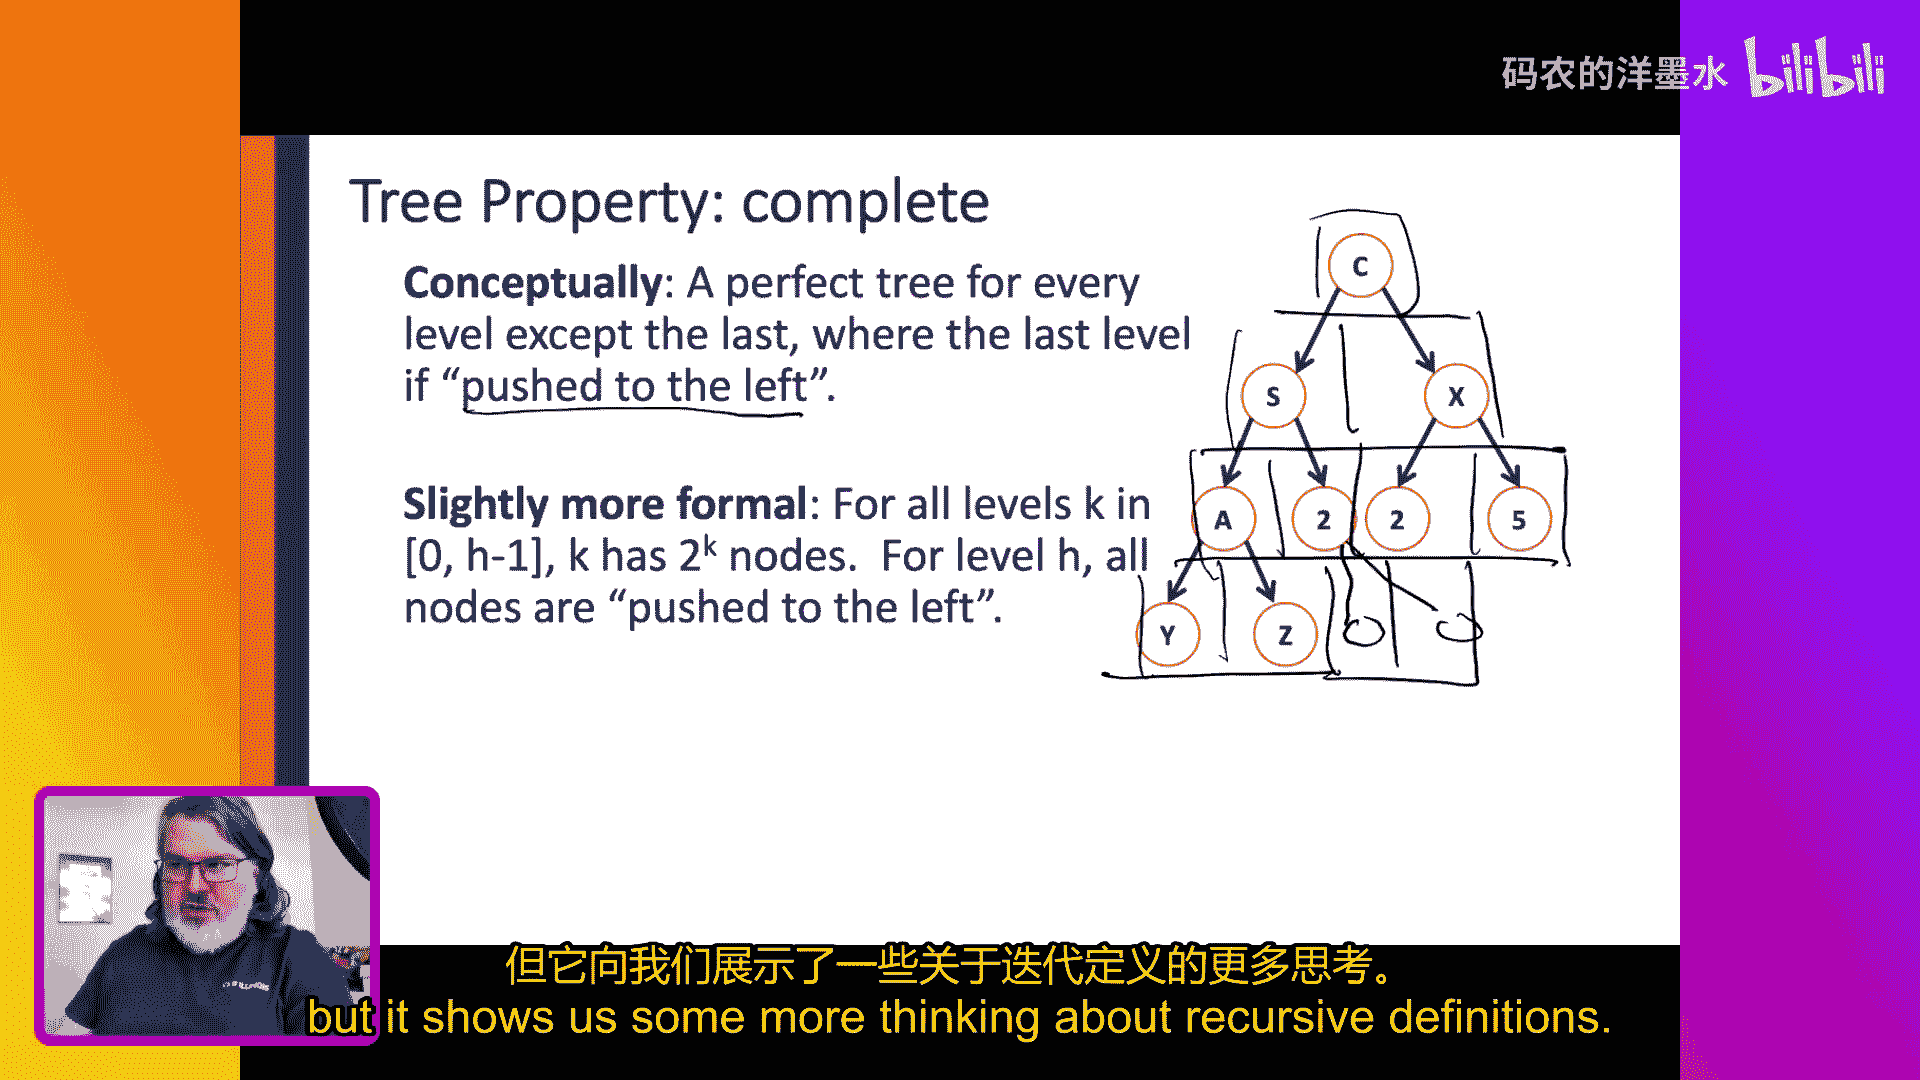 码农的洋墨水 bilibili
Tree Property: complete
Conceptually: A perfect tree for every
level except the last, where the last level
if “pushed to the left”.
Slightly more formal: For all levels k in
[0, h-1], k has 2ᵏ nodes. For level h, all
nodes are “pushed to the left”.
C
S X
A 2 2 5
Y Z
但它向我们展示了一些关于迭代定义的更多思考。
but it shows us some more thinking about recursive definitions.